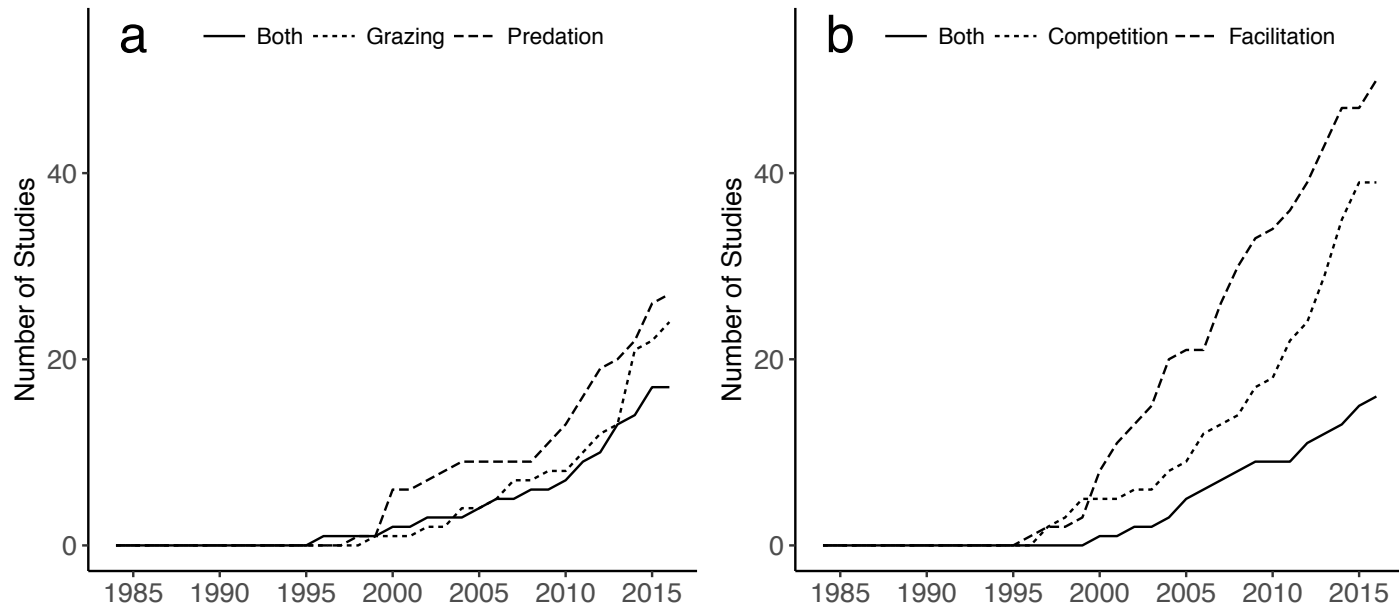 a
Both Grazing Predation
Number of Studies
40
20
0
1985 1990 1995 2000 2005 2010 2015
b
Both Competition Facilitation
Number of Studies
40
20
0
1985 1990 1995 2000 2005 2010 2015